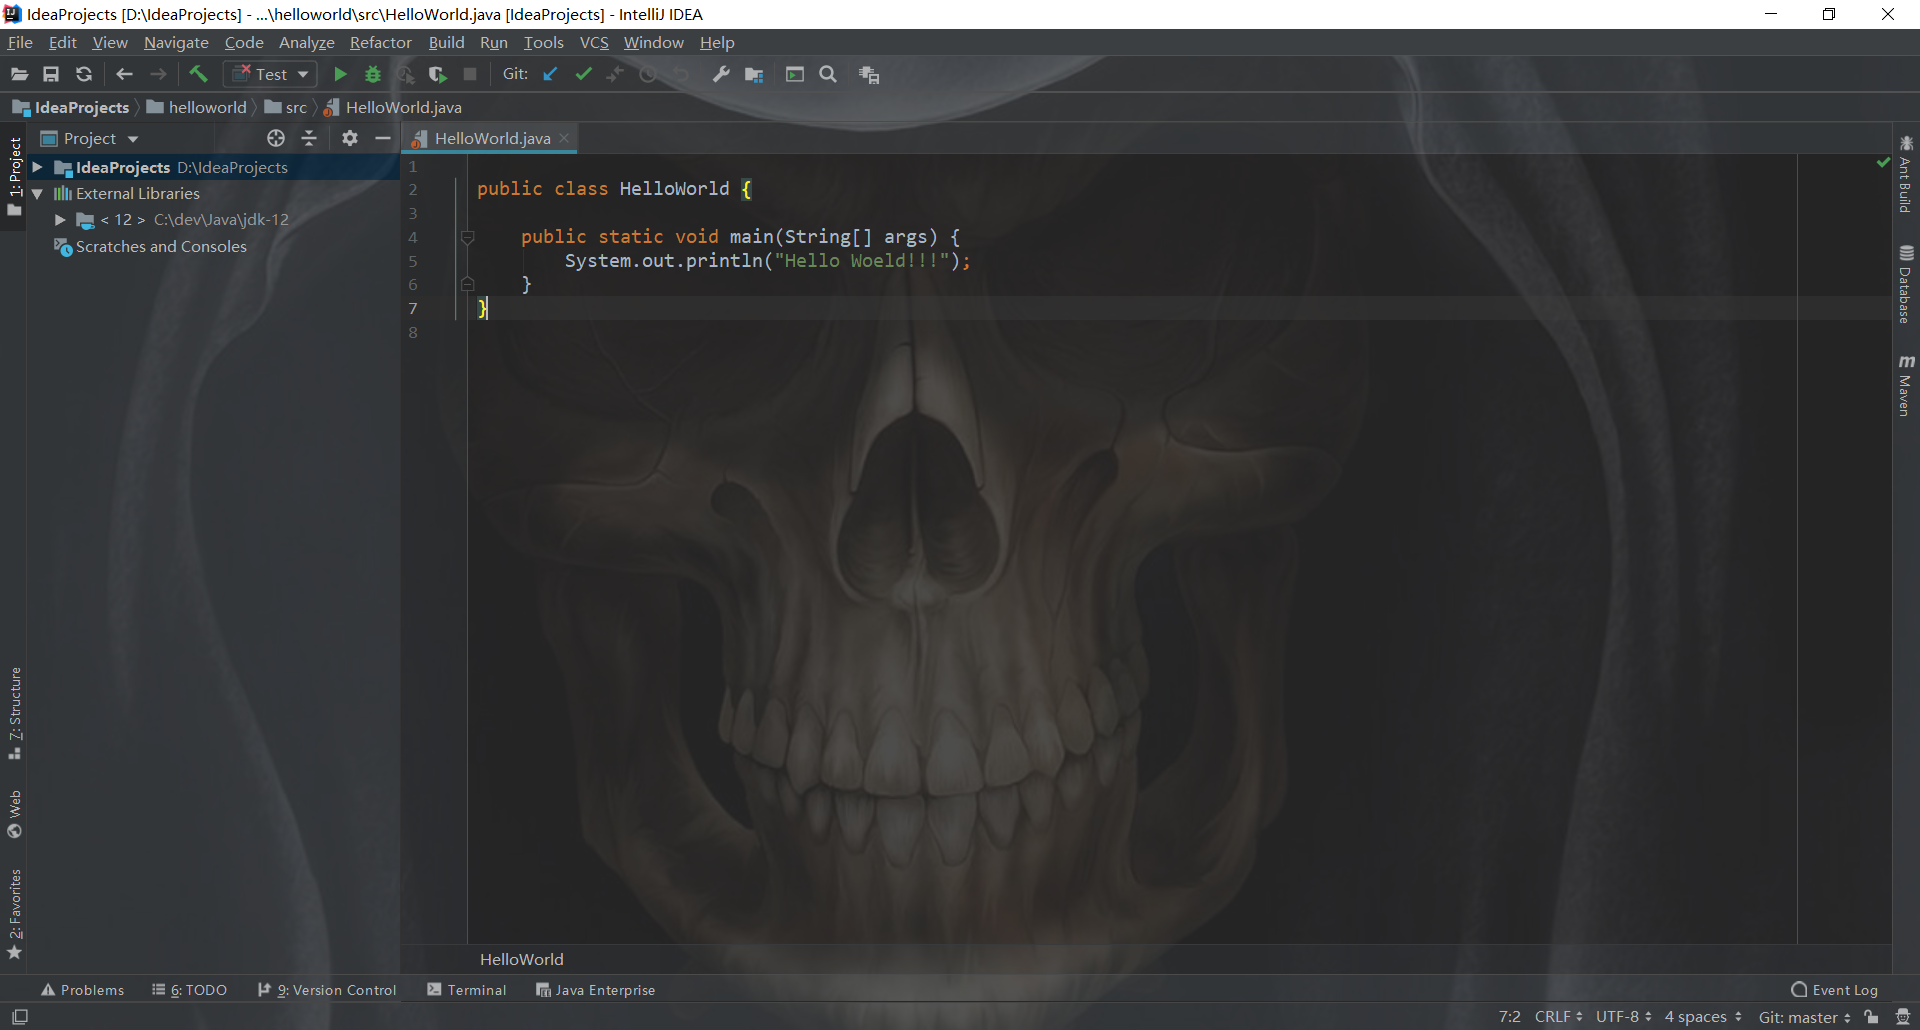 IdeaProjects [D:\IdeaProjects] - ...\helloworld\src\HelloWorld.java [IdeaProjects] - IntelliJ IDEA
File Edit View Navigate Code Analyze Refactor Build Run Tools VCS Window Help
Test Git:
IdeaProjects helloworld src HelloWorld.java
Project
HelloWorld.java
IdeaProjects D:\IdeaProjects
External Libraries
< 12 > C:\dev\Java\jdk-12
Scratches and Consoles
1: Project
7: Structure
Web
2: Favorites
1
2 public class HelloWorld {
3
4 public static void main(String[] args) {
5 System.out.println("Hello Woeld!!!");
6 }
7 }
8
Ant Build
Database
m Maven
HelloWorld
Problems 6: TODO 9: Version Control Terminal Java Enterprise Event Log
7:2 CRLF UTF-8 4 spaces Git: master